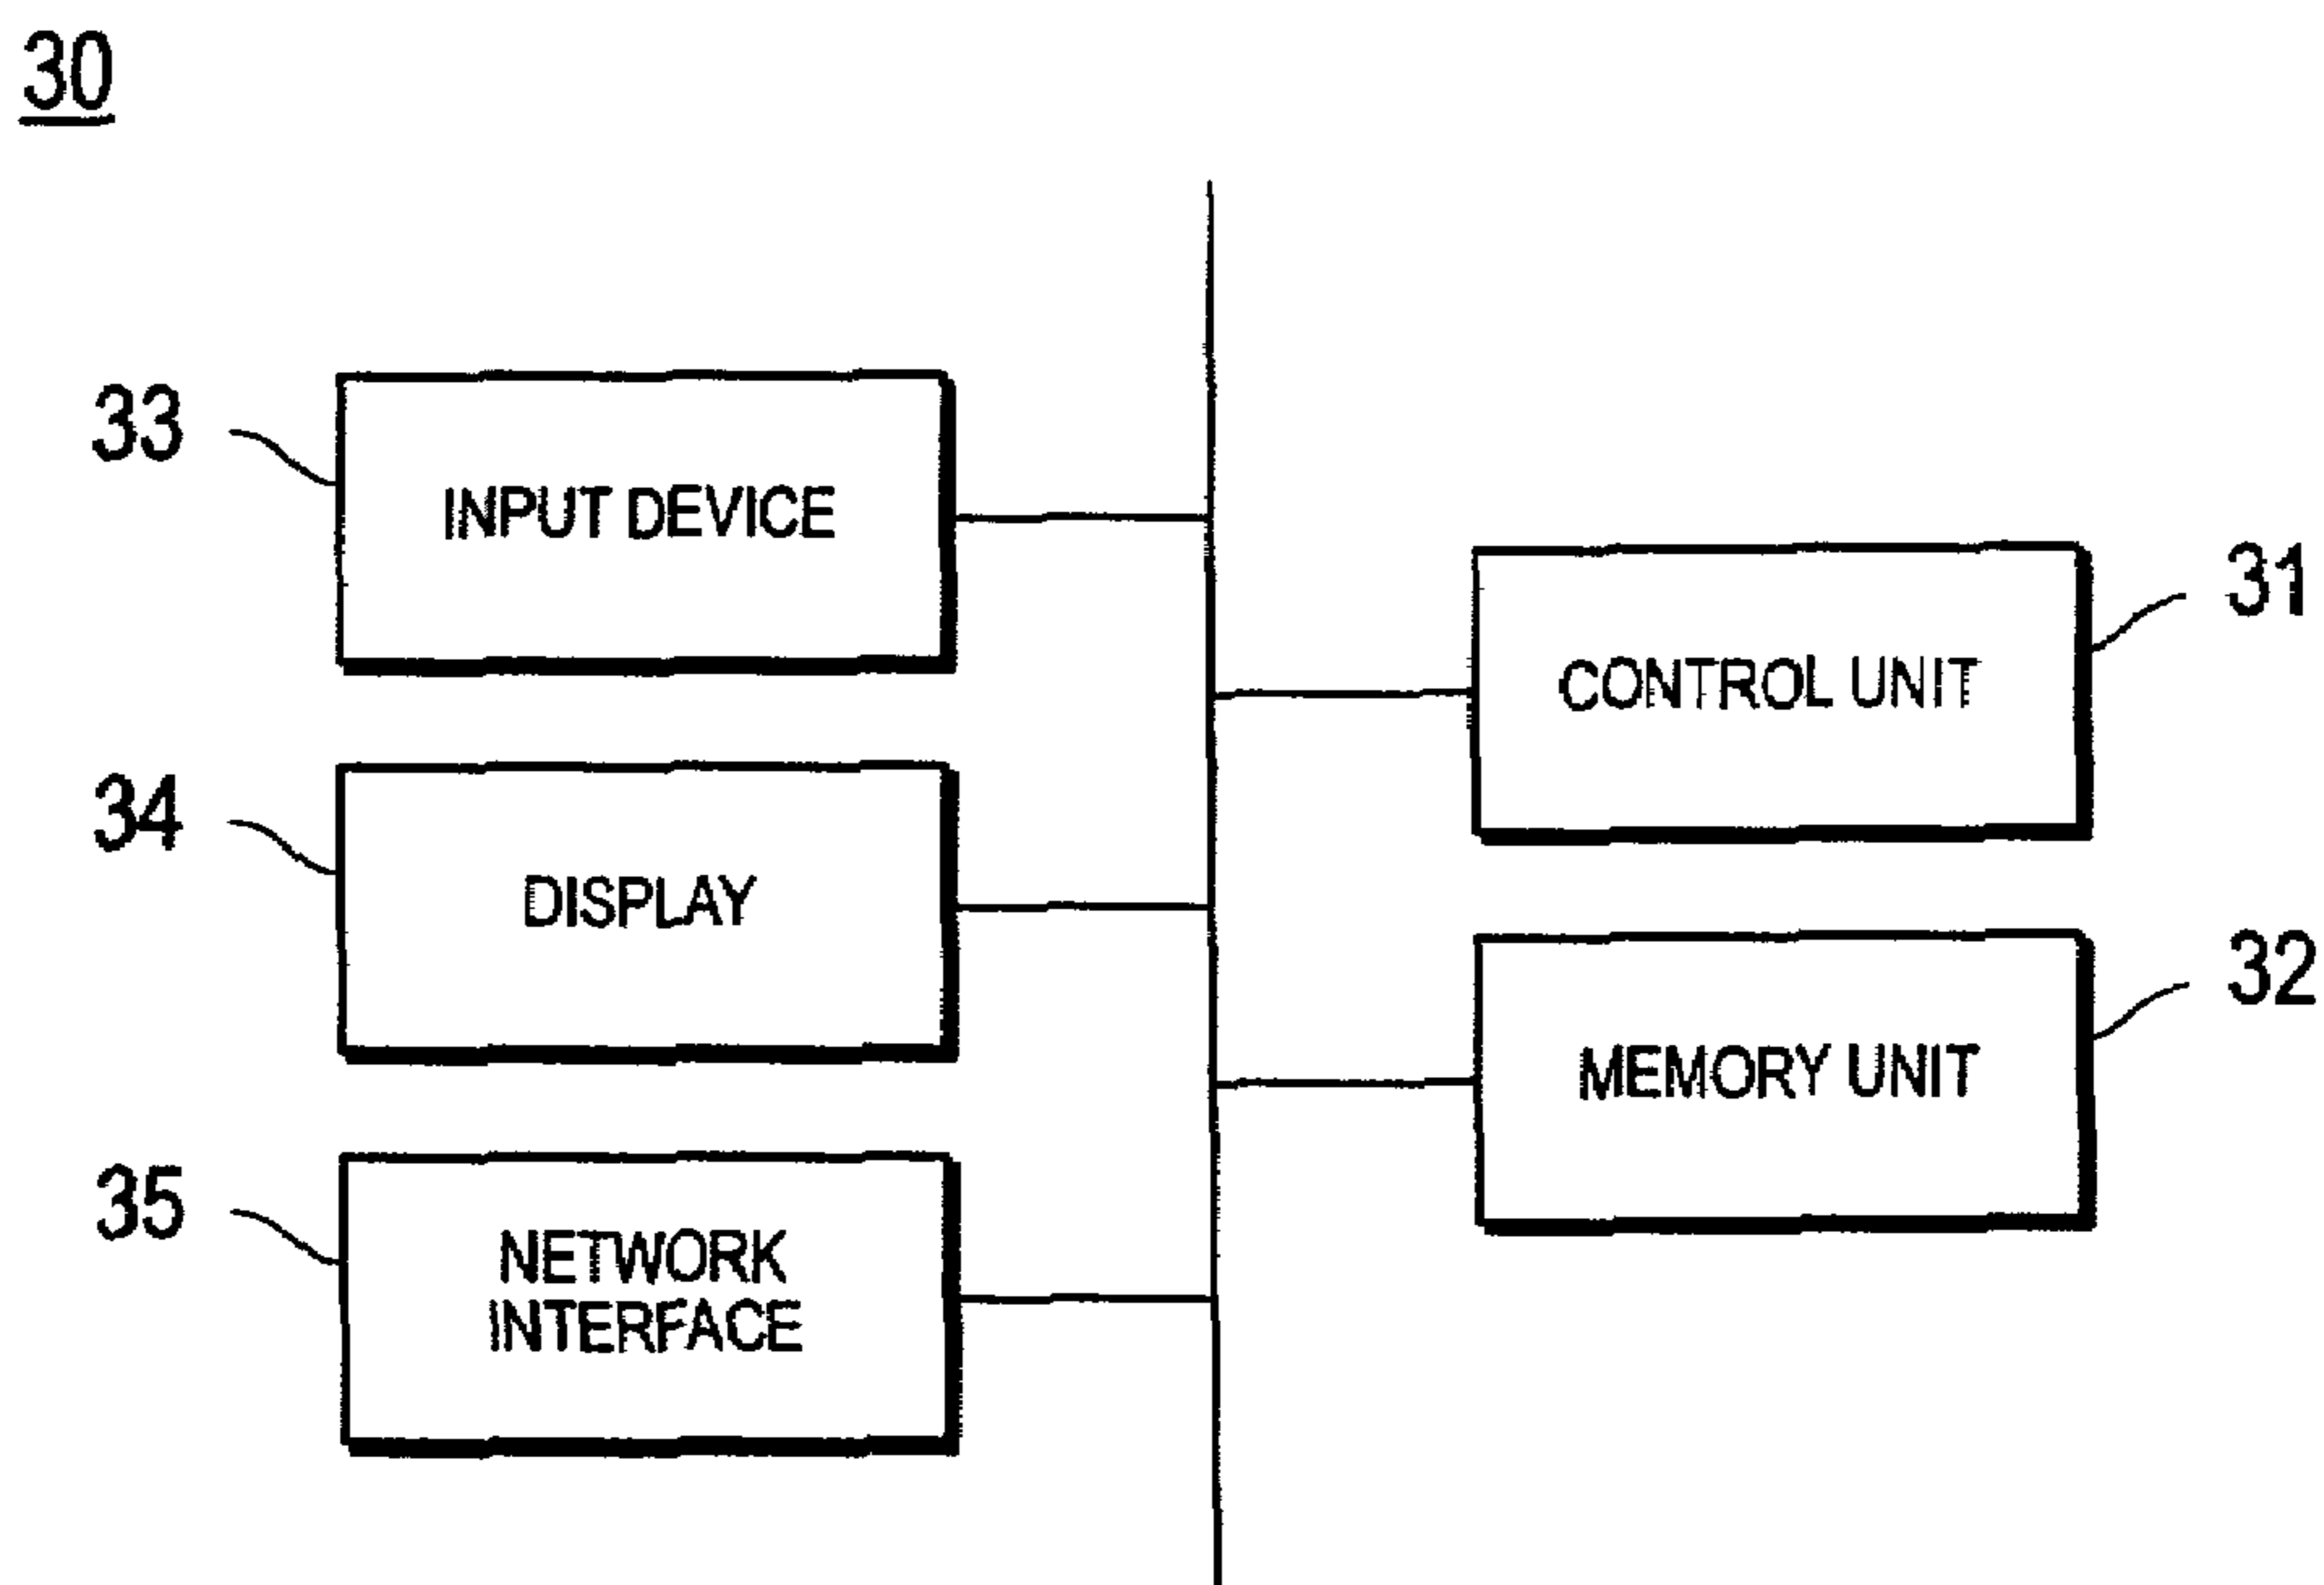 30
33
INPUT DEVICE
31
CONTROL UNIT
34
DISPLAY
32
MEMORY UNIT
35
NETWORK
INTERFACE